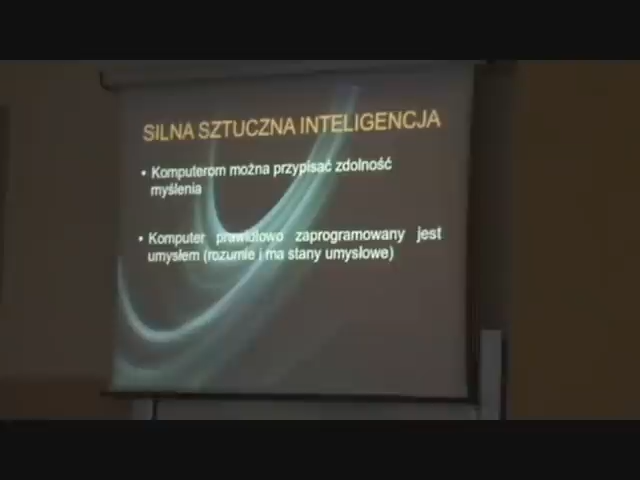 SILNA SZTUCZNA INTELIGENCJA
• Komputerom można przypisać zdolność
myślenia
• Komputer prawidłowo zaprogramowany jest
umysłem (rozumie i ma stany umysłowe)